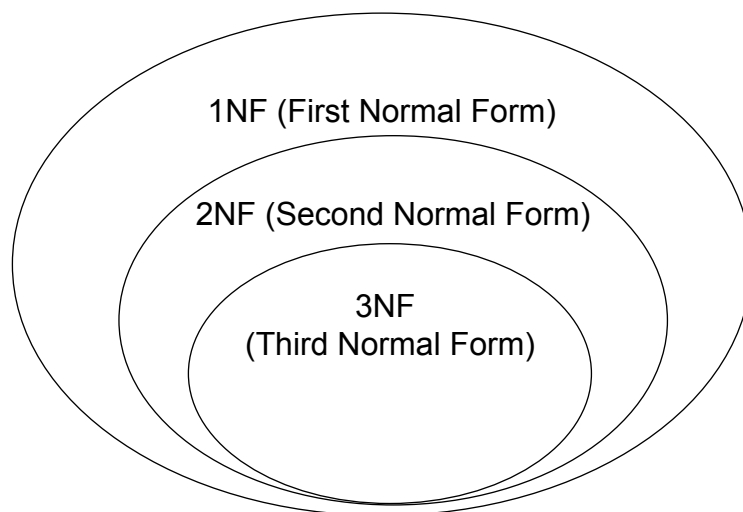 1NF (First Normal Form)
2NF (Second Normal Form)
3NF
(Third Normal Form)